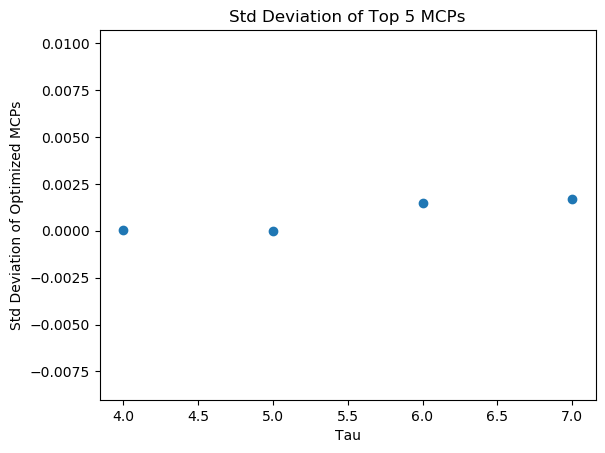 Std Deviation of Top 5 MCPs
Std Deviation of Optimized MCPs
0.0100
0.0075
0.0050
0.0025
0.0000
−0.0025
−0.0050
−0.0075
4.0 4.5 5.0 5.5 6.0 6.5 7.0
Tau